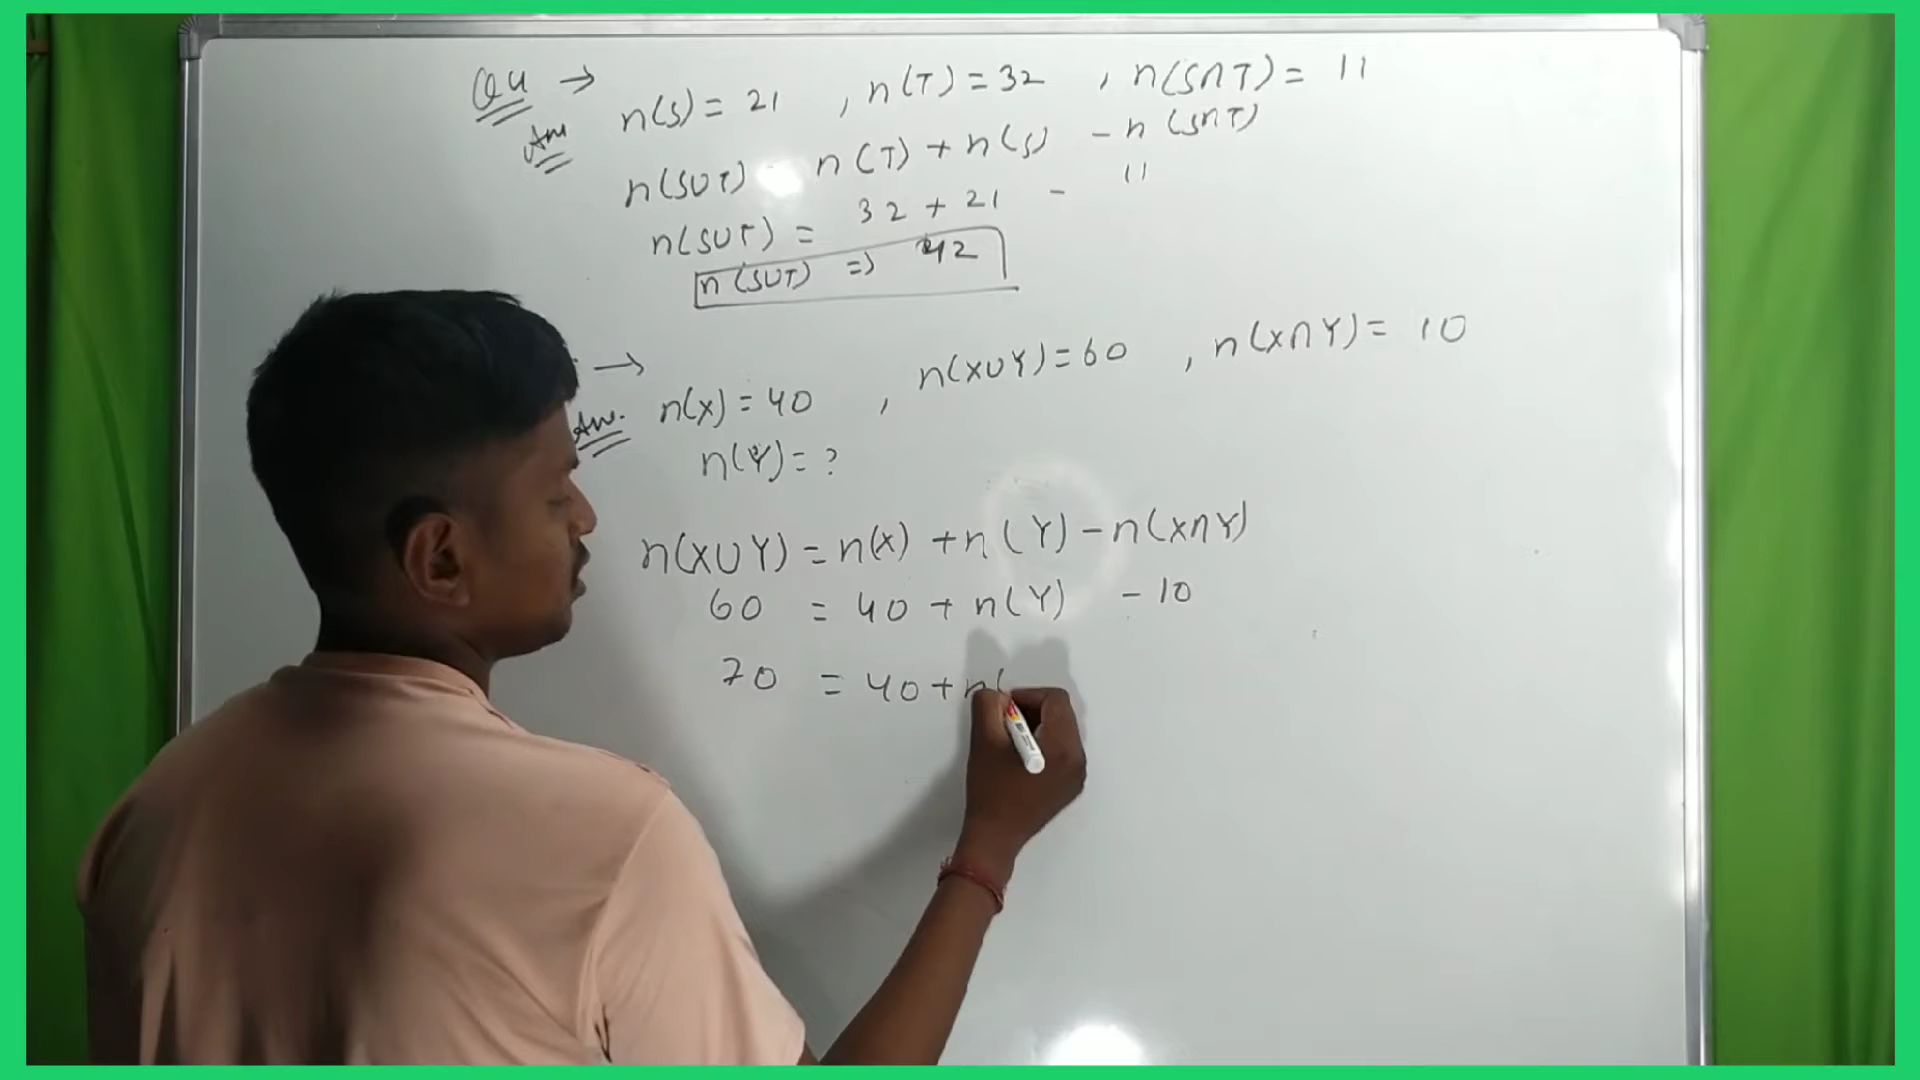 Q4 →
Ans n(S) = 21 , n(T) = 32 , n(S∩T) = 11
n(SUT) n(T) + n(S) - n(S∩T)
n(SUT) = 32 + 21 - 11
n(SUT) => 42
→
Ans. n(X) = 40 , n(XUY) = 60 , n(X∩Y) = 10
n(Y) = ?
n(XUY) = n(X) + n(Y) - n(X∩Y)
60 = 40 + n(Y) - 10
70 = 40 + n(